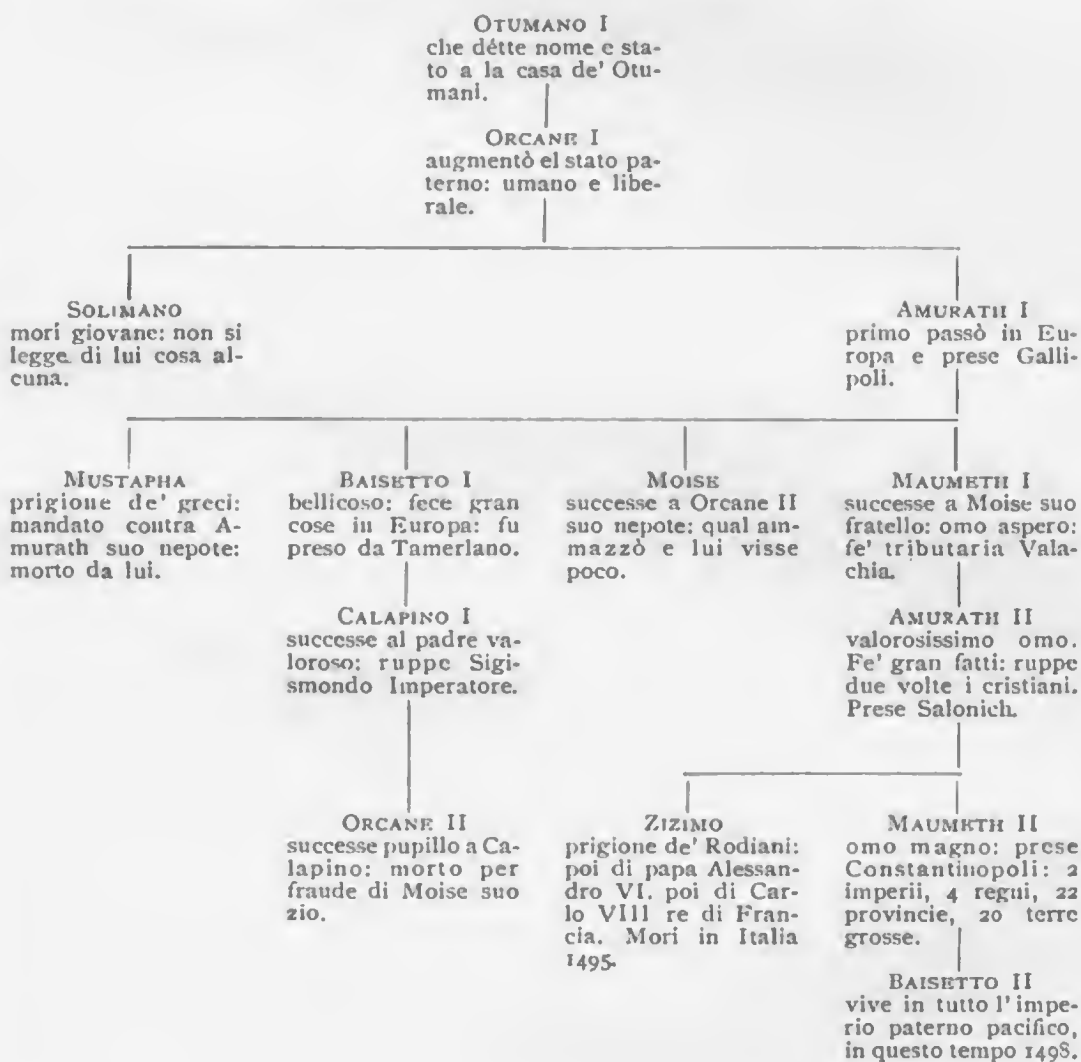 OTUMANO I
che détte nome e sta-
to a la casa de' Otu-
mani.
ORCANE I
augmentò el stato pa-
terno: umano e libe-
rale.
SOLIMANO
morí giovane: non si
legge di lui cosa al-
cuna.
AMURATH I
primo passò in Eu-
ropa e prese Galli-
poli.
MUSTAPHA
prigione de' greci:
mandato contra A-
murath suo nepote:
morto da lui.
BAISETTO I
bellicoso: fece gran
cose in Europa: fu
preso da Tamerlano.
MOISE
successe a Orcane II
suo nepote: qual am-
mazzò e lui visse
poco.
MAUMETH I
successe a Moise suo
fratello: omo aspero:
fe' tributaria Vala-
chia.
CALAPINO I
successe al padre va-
loroso: ruppe Sigi-
smondo Imperatore.
AMURATH II
valorosissimo omo.
Fe' gran fatti: ruppe
due volte i cristiani.
Prese Salonich.
ORCANE II
successe pupillo a Ca-
lapino: morto per
fraude di Moise suo
zio.
ZIZIMO
prigione de' Rodiani:
poi di papa Alessan-
dro VI. poi di Car-
lo VIII re di Fran-
cia. Morí in Italia
1495.
MAUMETH II
omo magno: prese
Constantinopoli: 2
imperii, 4 regni, 22
provincie, 20 terre
grosse.
BAISETTO II
vive in tutto l'impe-
rio paterno pacifico,
in questo tempo 1498.